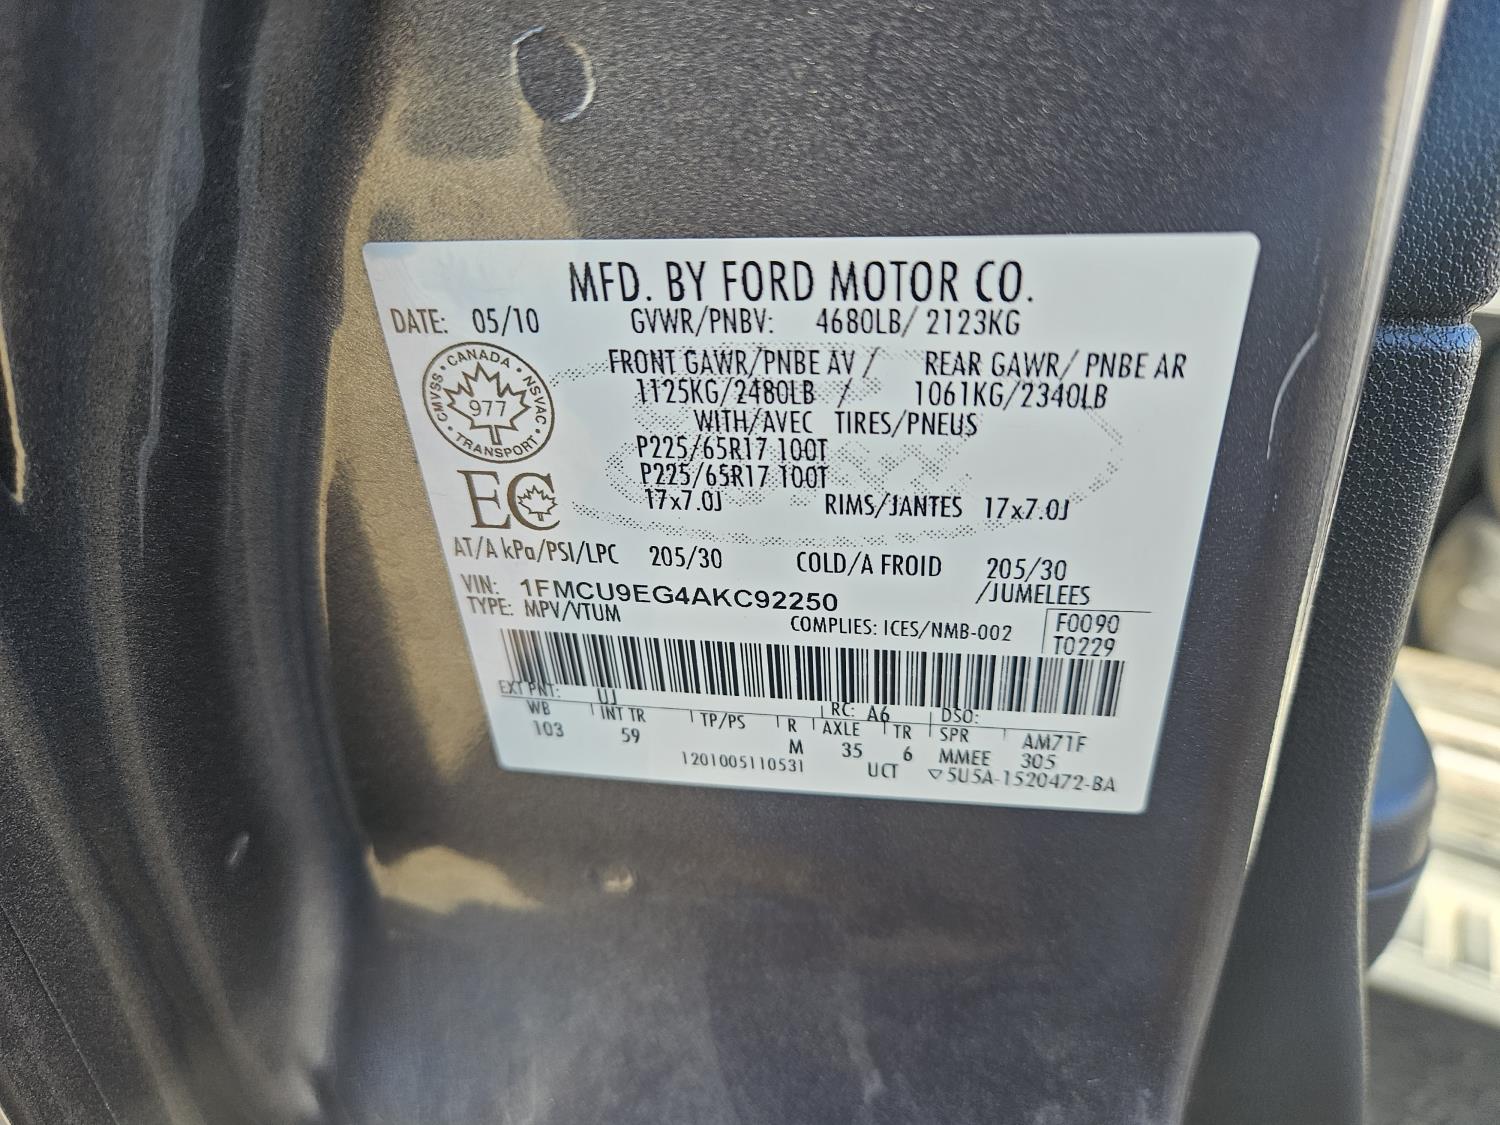 MFD. BY FORD MOTOR CO.
DATE: 05/10 GVWR/PNBV: 4680LB/ 2123KG
FRONT GAWR/PNBE AV / REAR GAWR/ PNBE AR
1125KG/2480LB / 1061KG/2340LB
WITH/AVEC TIRES/PNEUS
P225/65R17 100T
P225/65R17 100T
17x7.0J RIMS/JANTES 17x7.0J
CANADA
CMVSS NSVAC
977
TRANSPORT
EC
AT/A kPa/PSI/LPC 205/30 COLD/A FROID 205/30
VIN: 1FMCU9EG4AKC92250 /JUMELEES
TYPE: MPV/VTUM COMPLIES: ICES/NMB-002
F0090
T0229
EXT PNT: UJ RC: A6 DSO:
WB INT TR TP/PS R AXLE TR SPR AM71F
103 59 M 35 6 MMEE 305
1201005110531 UCT ▽5U5A-1520472-BA